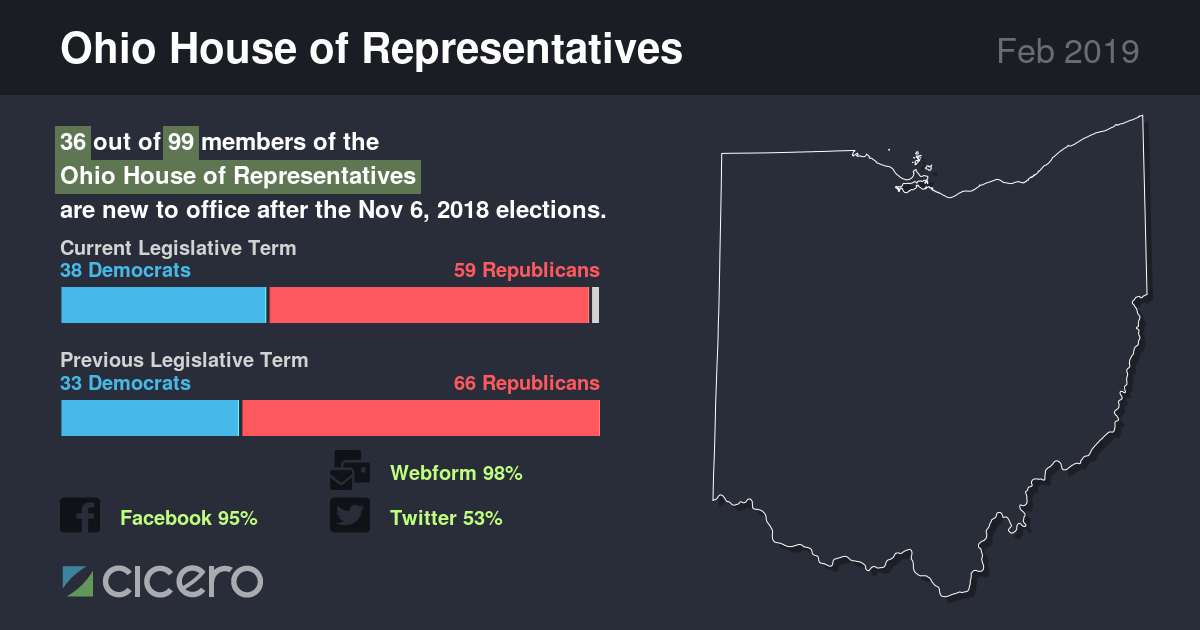 Ohio House of Representatives
Feb 2019
36 out of 99 members of the
Ohio House of Representatives
are new to office after the Nov 6, 2018 elections.
Current Legislative Term
38 Democrats
59 Republicans
Previous Legislative Term
33 Democrats
66 Republicans
Webform 98%
Facebook 95%
Twitter 53%
cicero